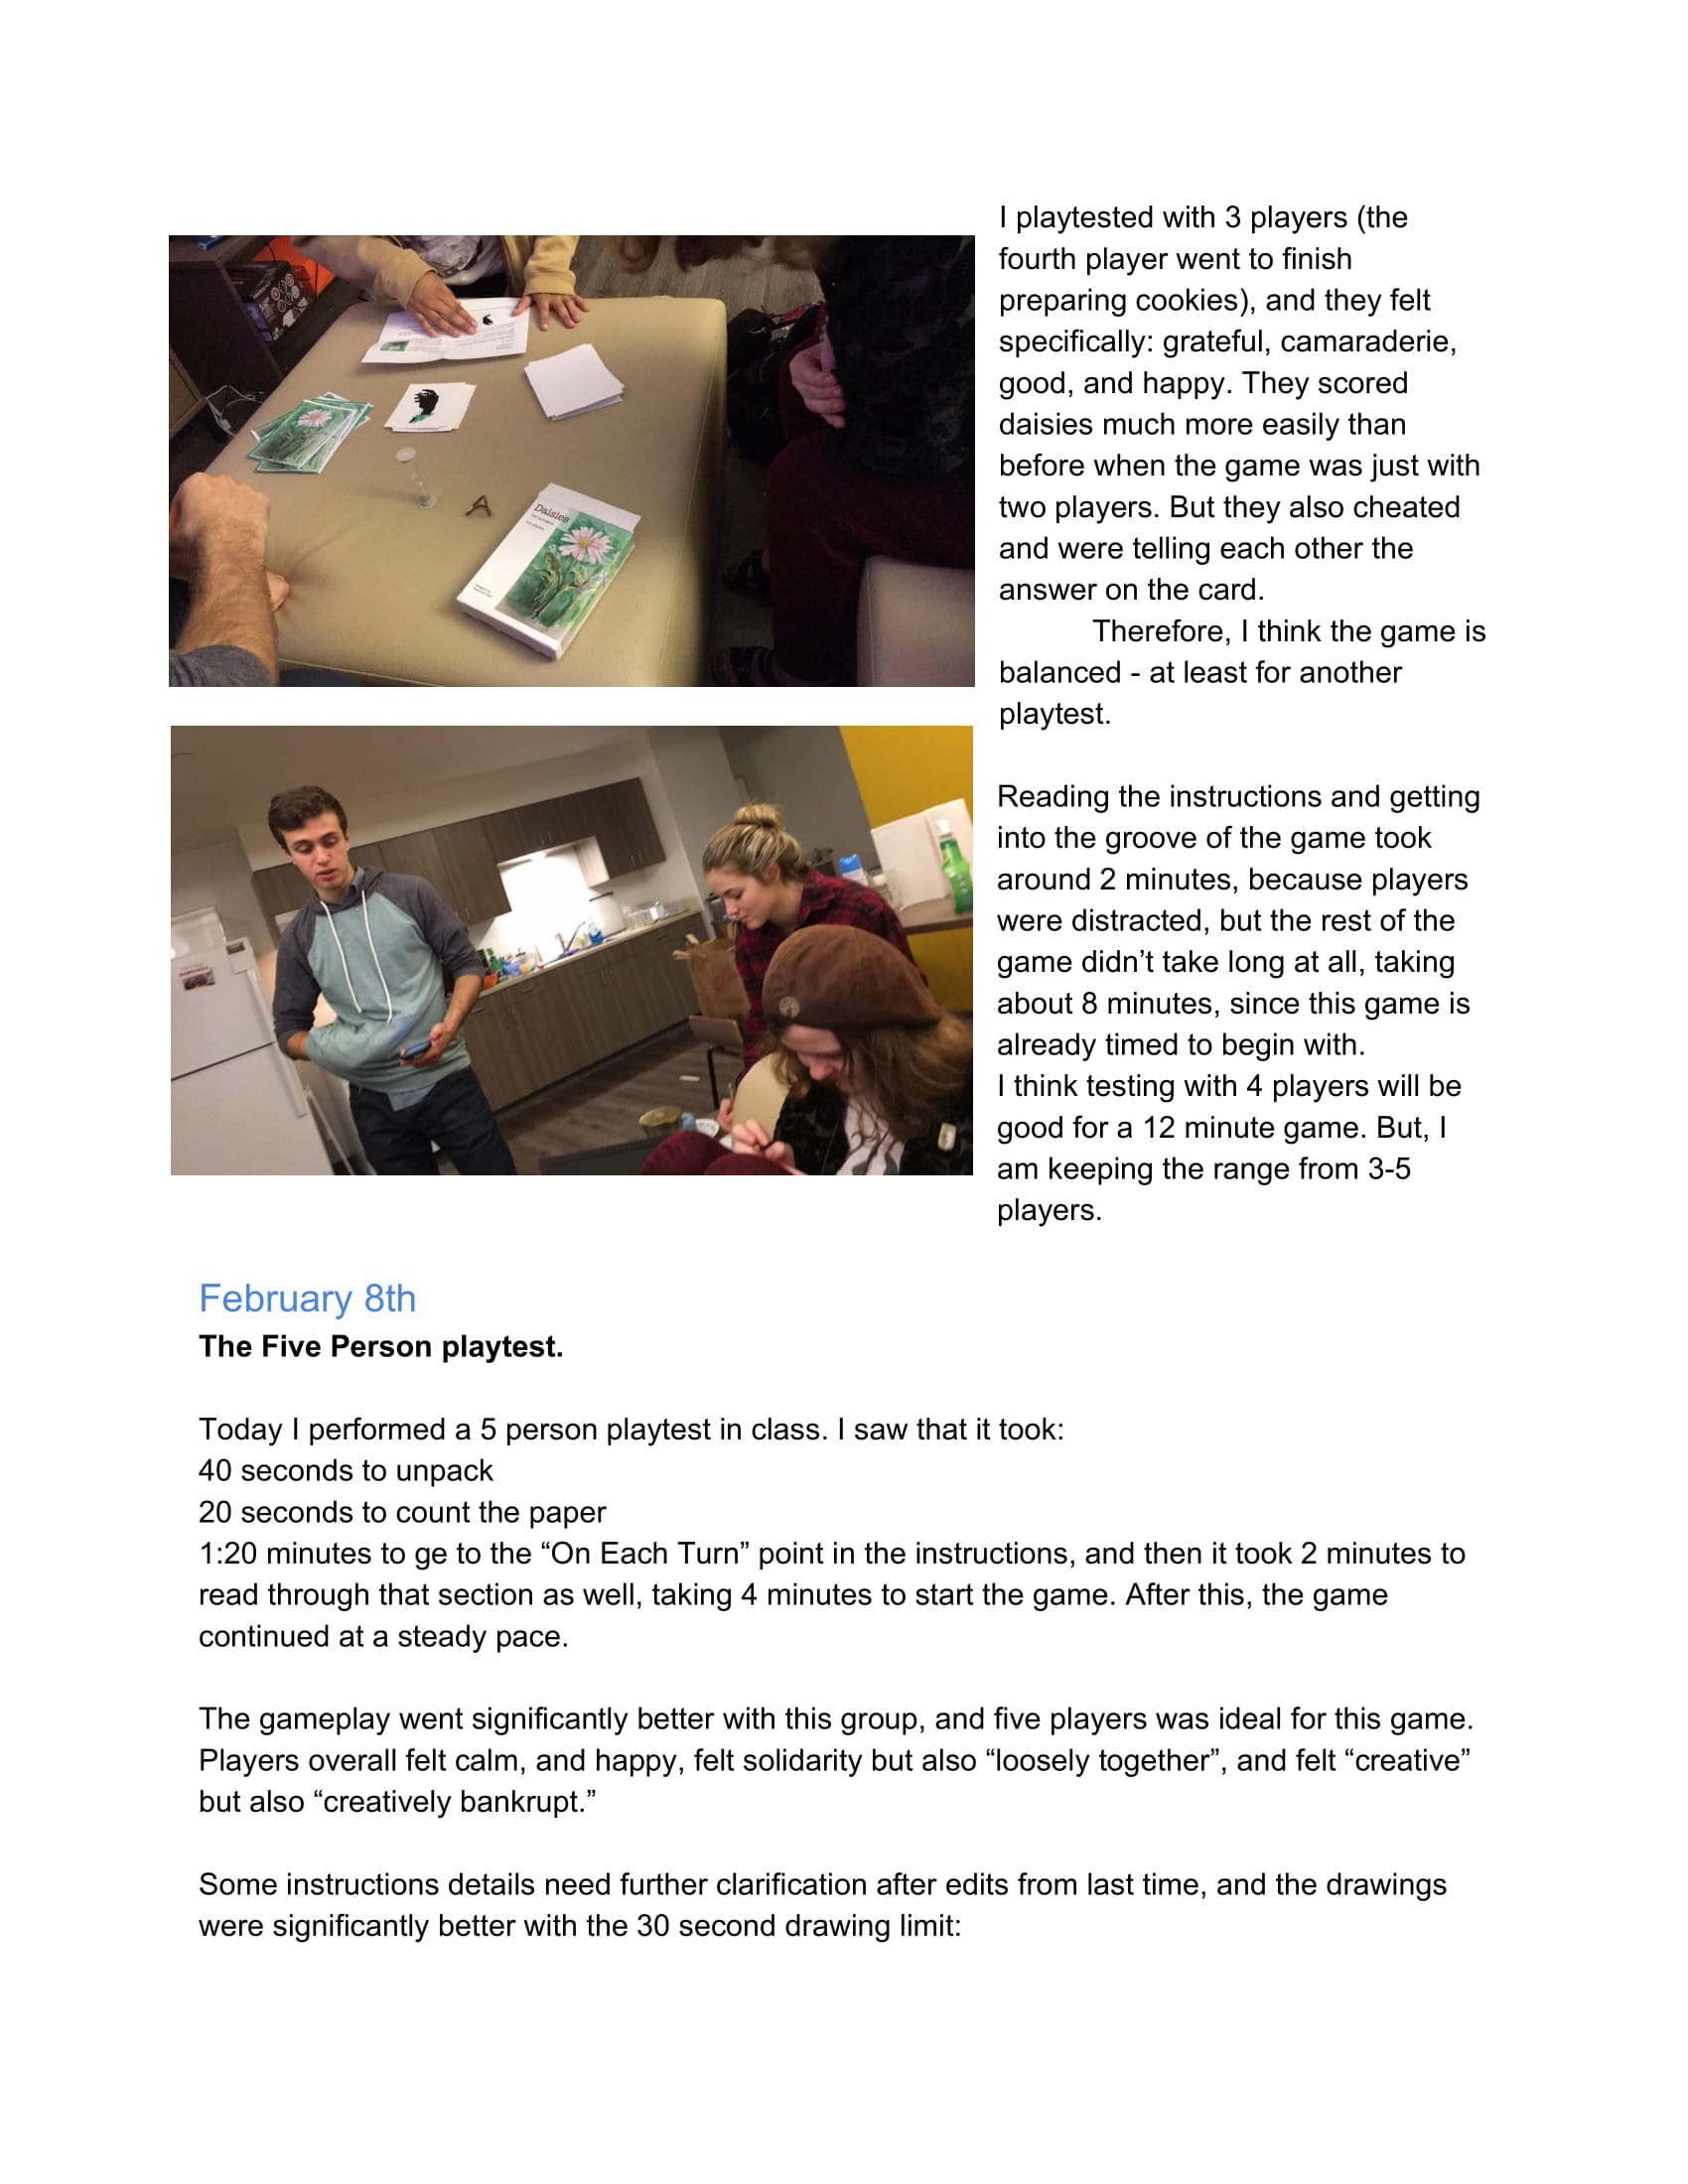 I playtested with 3 players (the
fourth player went to finish
preparing cookies), and they felt
specifically: grateful, camaraderie,
good, and happy. They scored
daisies much more easily than
before when the game was just with
two players. But they also cheated
and were telling each other the
answer on the card.
Therefore, I think the game is
balanced - at least for another
playtest.
Daisies
Reading the instructions and getting
into the groove of the game took
around 2 minutes, because players
were distracted, but the rest of the
game didn’t take long at all, taking
about 8 minutes, since this game is
already timed to begin with.
I think testing with 4 players will be
good for a 12 minute game. But, I
am keeping the range from 3-5
players.
February 8th
The Five Person playtest.
Today I performed a 5 person playtest in class. I saw that it took:
40 seconds to unpack
20 seconds to count the paper
1:20 minutes to ge to the “On Each Turn” point in the instructions, and then it took 2 minutes to
read through that section as well, taking 4 minutes to start the game. After this, the game
continued at a steady pace.
The gameplay went significantly better with this group, and five players was ideal for this game.
Players overall felt calm, and happy, felt solidarity but also “loosely together”, and felt “creative”
but also “creatively bankrupt.”
Some instructions details need further clarification after edits from last time, and the drawings
were significantly better with the 30 second drawing limit: